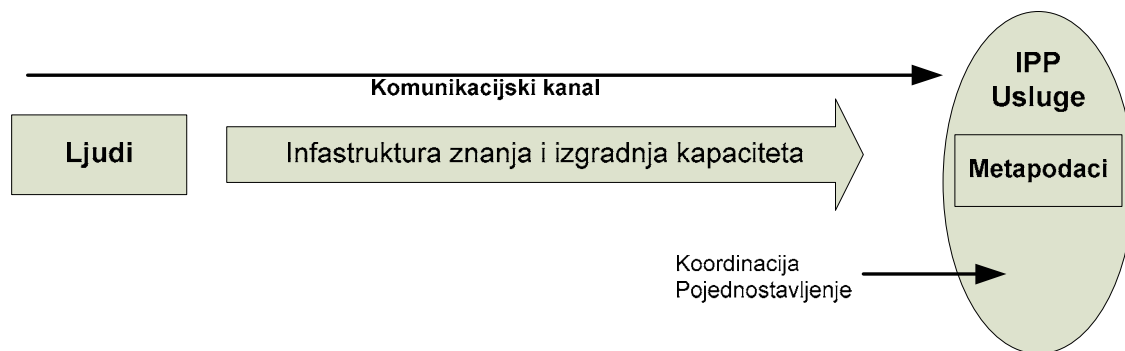 IPP
Usluge
Komunikacijski kanal
Ljudi
Infastruktura znanja i izgradnja kapaciteta
Metapodaci
Koordinacija
Pojednostavljenje